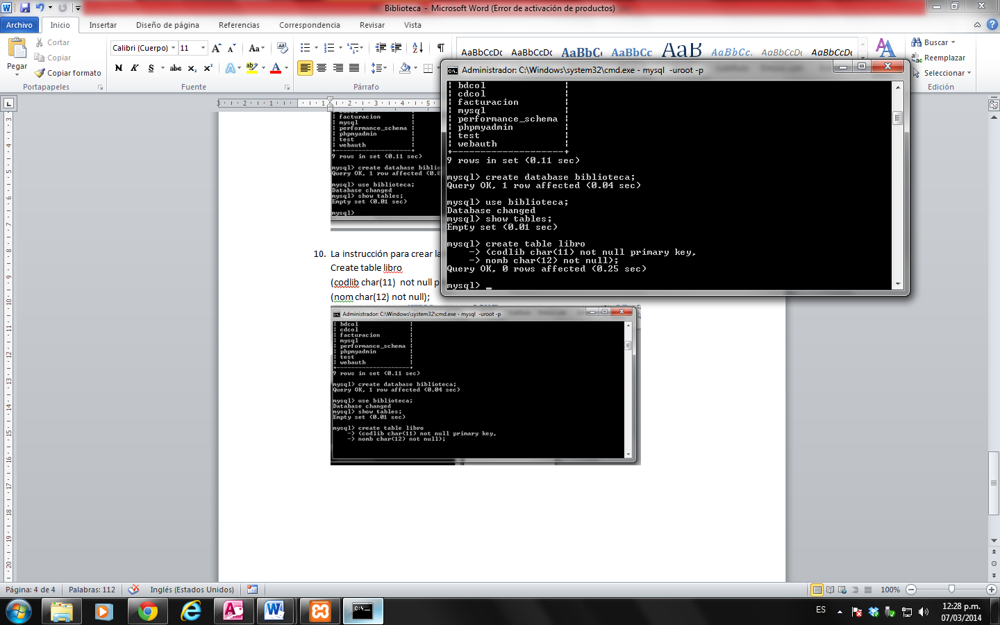 Biblioteca - Microsoft Word (Error de activación de productos)
Archivo Inicio Insertar Diseño de página Referencias Correspondencia Revisar Vista
Pegar
Cortar
Copiar
Copiar formato
Portapapeles
Calibri (Cuerpo) 11
N K S abc x₂ x²
Fuente
Párrafo
AaBbCcDc AaBbCcDc AaBbC AaBbCc AaB AaBbCc. AaBbCcDc AaBbCcDc
Buscar
Reemplazar
Seleccionar
Edición
Administrador: C:\Windows\system32\cmd.exe - mysql -uroot -p
| bdcol |
| cdcol |
| facturacion |
| mysql |
| performance_schema |
| phpmyadmin |
| test |
| webauth |
+--------------------+
9 rows in set (0.11 sec)
mysql> create database biblioteca;
Query OK, 1 row affected (0.04 sec)
mysql> use biblioteca;
Database changed
mysql> show tables;
Empty set (0.01 sec)
mysql> create table libro
-> (codlib char(11) not null primary key,
-> nomb char(12) not null);
Query OK, 0 rows affected (0.25 sec)
mysql> _
facturacion
mysql
performance_schema
phpmyadmin
test
webauth
9 rows in set (0.11 sec)
mysql> create database biblio
Query OK, 1 row affected (0.0
mysql> use biblioteca;
Database changed
mysql> show tables;
Empty set (0.01 sec)
mysql>
10. La instrucción para crear la
Create table libro
(codlib char(11) not null p
(nom char(12) not null);
Administrador: C:\Windows\system32\cmd.exe - mysql -uroot -p
| bdcol |
| cdcol |
| facturacion |
| mysql |
| performance_schema |
| phpmyadmin |
| test |
| webauth |
+--------------------+
9 rows in set (0.11 sec)
mysql> create database biblioteca;
Query OK, 1 row affected (0.04 sec)
mysql> use biblioteca;
Database changed
mysql> show tables;
Empty set (0.01 sec)
mysql> create table libro
-> (codlib char(11) not null primary key,
-> nomb char(12) not null);
Página: 4 de 4 Palabras: 112 Inglés (Estados Unidos) 100%
ES 12:28 p.m.
07/03/2014